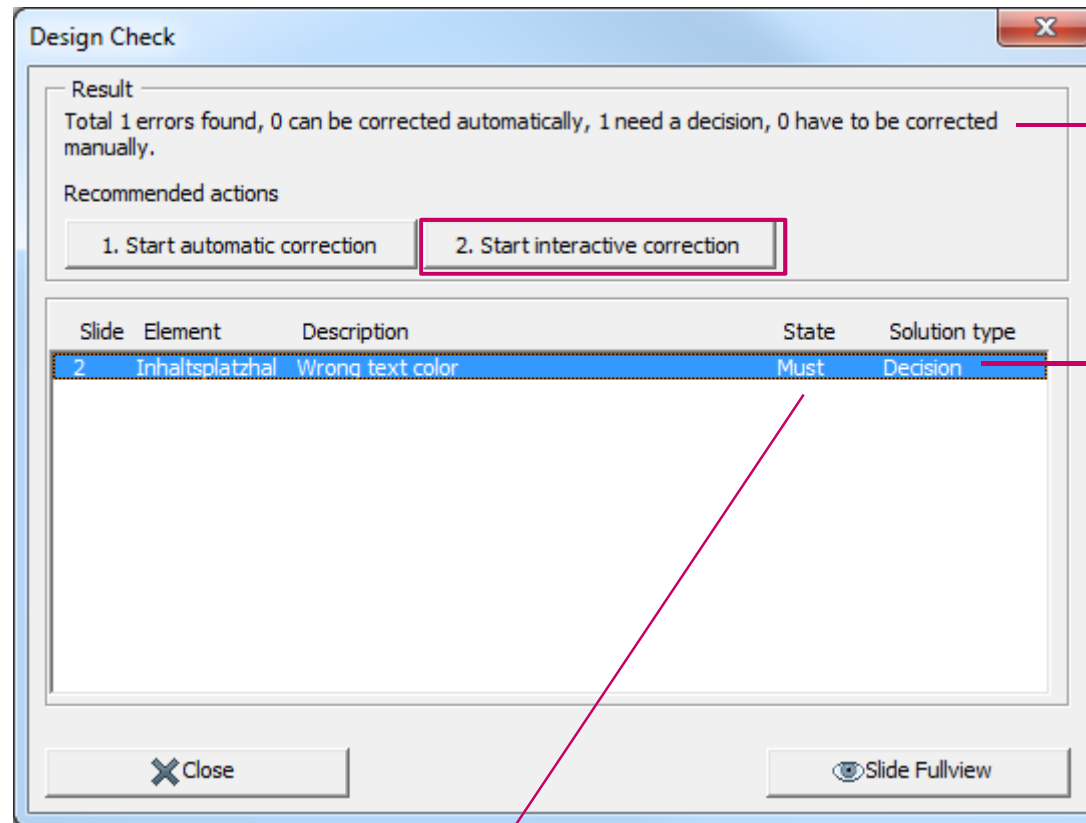 Design Check
Result
Total 1 errors found, 0 can be corrected automatically, 1 need a decision, 0 have to be corrected
manually.
Recommended actions
1. Start automatic correction
2. Start interactive correction
Slide Element Description State Solution type
2 Inhaltsplatzhal Wrong text color Must Decision
Close
Slide Fullview